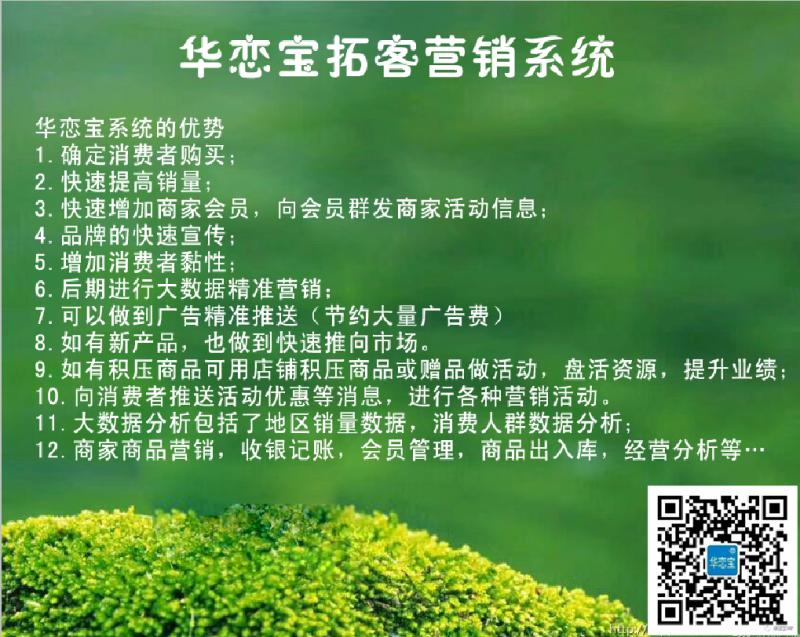 华恋宝拓客营销系统
华恋宝系统的优势
1.确定消费者购买；
2.快速提高销量；
3.快速增加商家会员，向会员群发商家活动信息；
4.品牌的快速宣传；
5.增加消费者黏性；
6.后期进行大数据精准营销；
7.可以做到广告精准推送（节约大量广告费）
8.如有新产品，也做到快速推向市场。
9.如有积压商品可用店铺积压商品或赠品做活动，盘活资源，提升业绩；
10.向消费者推送活动优惠等消息，进行各种营销活动。
11.大数据分析包括了地区销量数据，消费人群数据分析；
12.商家商品营销，收银记账，会员管理，商品出入库，经营分析等…
华恋宝
http://